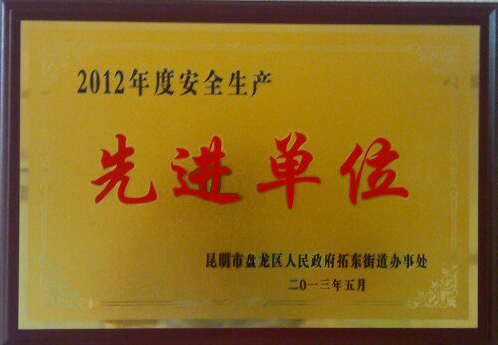 2012年度安全生产
先进单位
昆明市盘龙区人民政府拓东街道办事处
二〇一三年五月